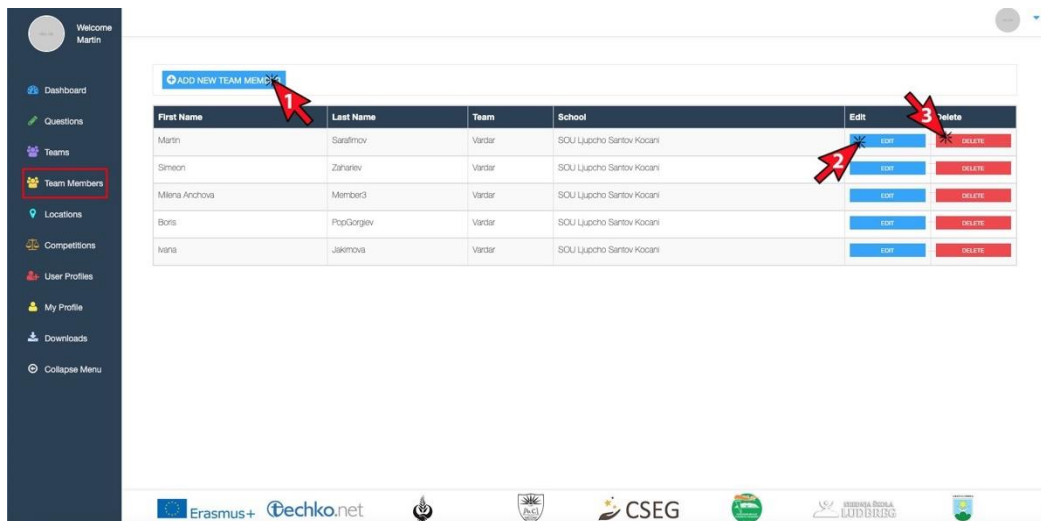 Welcome
Martin
Dashboard
Questions
Teams
Team Members
Locations
Competitions
User Profiles
My Profile
Downloads
Collapse Menu
ADD NEW TEAM
1
First Name Last Name Team School Edit Delete
3
Martin Sarafimov Vardar SOU Ljupcho Santov Kocani EDIT DELETE
2
Simeon Zahariev Vardar SOU Ljupcho Santov Kocani EDIT DELETE
Milena Anchova Member3 Vardar SOU Ljupcho Santov Kocani EDIT DELETE
Boris PopGorgiev Vardar SOU Ljupcho Santov Kocani EDIT DELETE
Ivana Jakimova Vardar SOU Ljupcho Santov Kocani EDIT DELETE
Erasmus+ techko.net CSEG SREDNJA ŠKOLA
LUDBREG